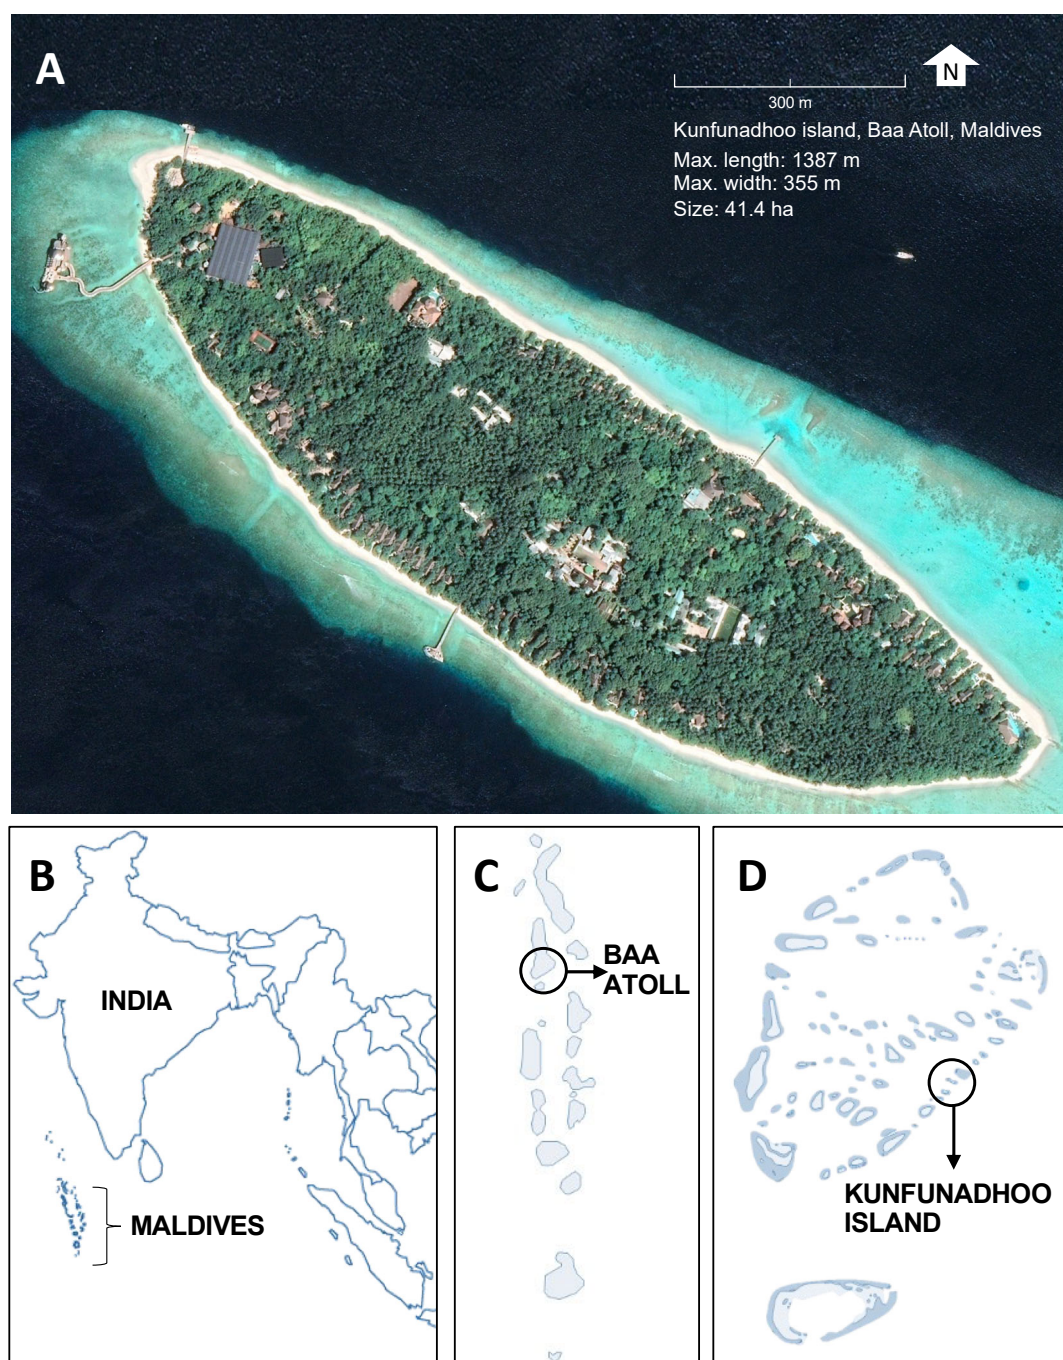 A
N
300 m
Kunfunadhoo island, Baa Atoll, Maldives
Max. length: 1387 m
Max. width: 355 m
Size: 41.4 ha
B
INDIA
MALDIVES
C
BAA
ATOLL
D
KUNFUNADHOO
ISLAND